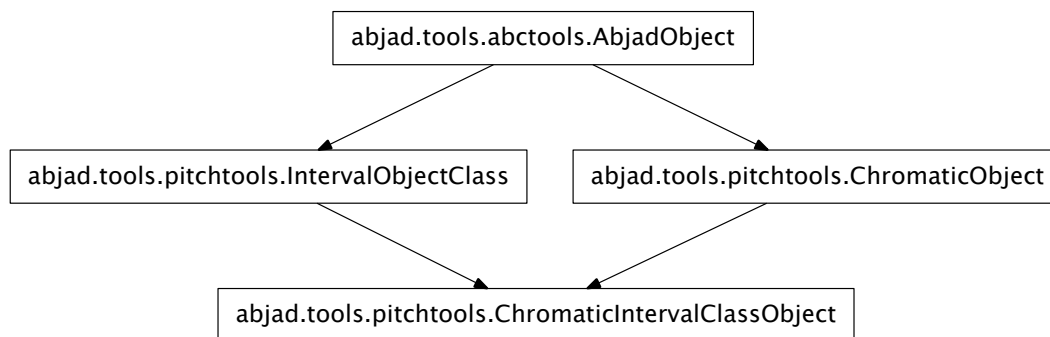 abjad.tools.abctools.AbjadObject
abjad.tools.pitchtools.IntervalObjectClass
abjad.tools.pitchtools.ChromaticObject
abjad.tools.pitchtools.ChromaticIntervalClassObject